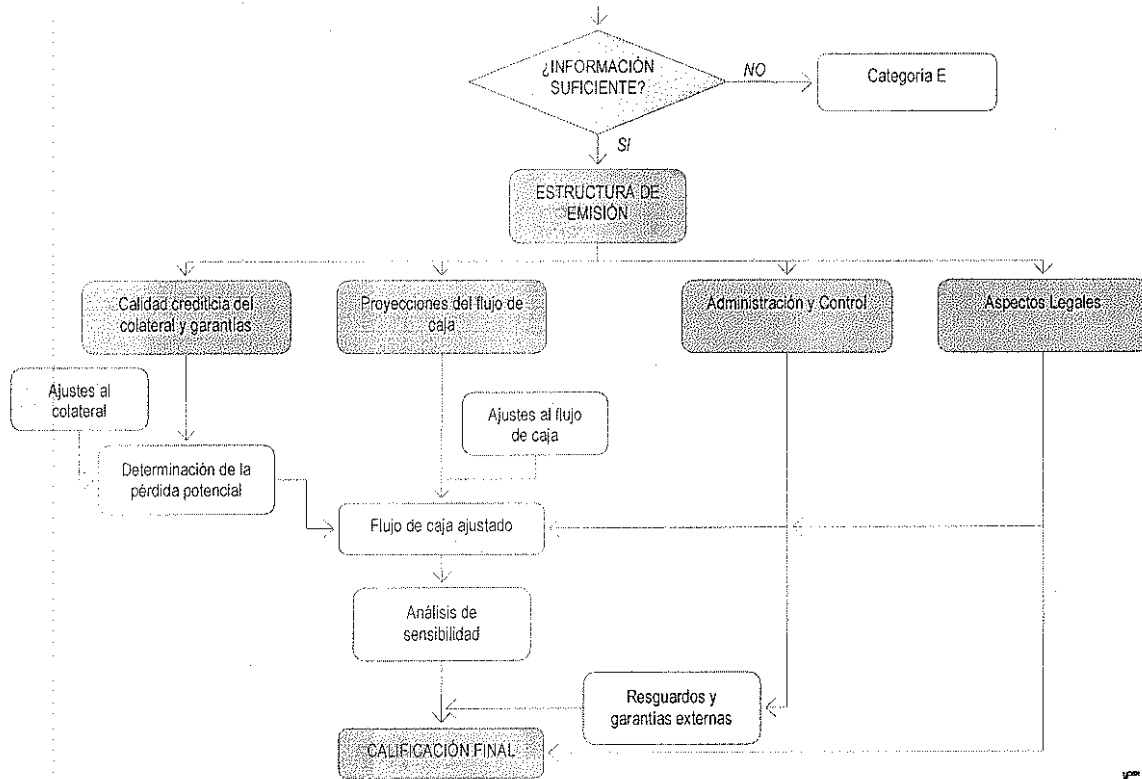 ¿INFORMACIÓN
SUFICIENTE?
NO
Categoría E
SI
ESTRUCTURA DE
EMISIÓN
Calidad crediticia del
colateral y garantías
Proyecciones del flujo de
caja
Administración y Control
Aspectos Legales
Ajustes al
colateral
Ajustes al flujo
de caja
Determinación de la
pérdida potencial
Flujo de caja ajustado
Análisis de
sensibilidad
Resguardos y
garantías externas
CALIFICACIÓN FINAL